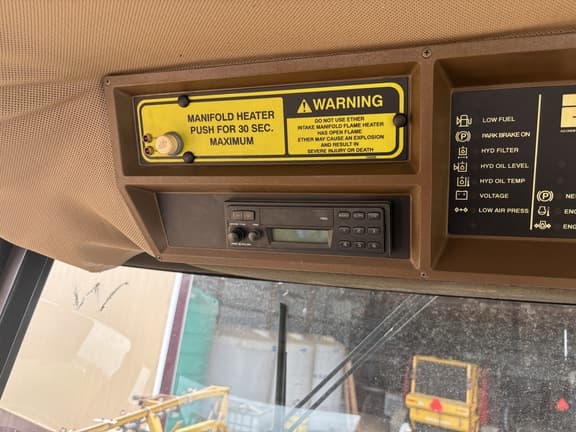 MANIFOLD HEATER
PUSH FOR 30 SEC.
MAXIMUM
WARNING
DO NOT USE ETHER
INTAKE MANIFOLD FLAME HEATER
HAS OPEN FLAME
ETHER MAY CAUSE AN EXPLOSION
AND RESULT IN
SEVERE INJURY OR DEATH
LOW FUEL
PARK BRAKE ON
HYD FILTER
HYD OIL LEVEL
HYD OIL TEMP
VOLTAGE
LOW AIR PRESS